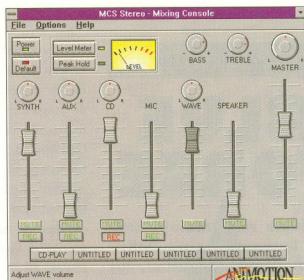 MCS Stereo - Mixing Console
File Options Help
Power
Level Meter
Default
Peak Hold
LEVEL
BASS TREBLE MASTER
L R L R
SYNTH AUX CD MIC WAVE SPEAKER
MUTE MUTE MUTE MUTE MUTE MUTE
REC REC REC REC
CD-PLAY UNTITLED UNTITLED UNTITLED UNTITLED UNTITLED
Adjust WAVE volume
ANIMOTION